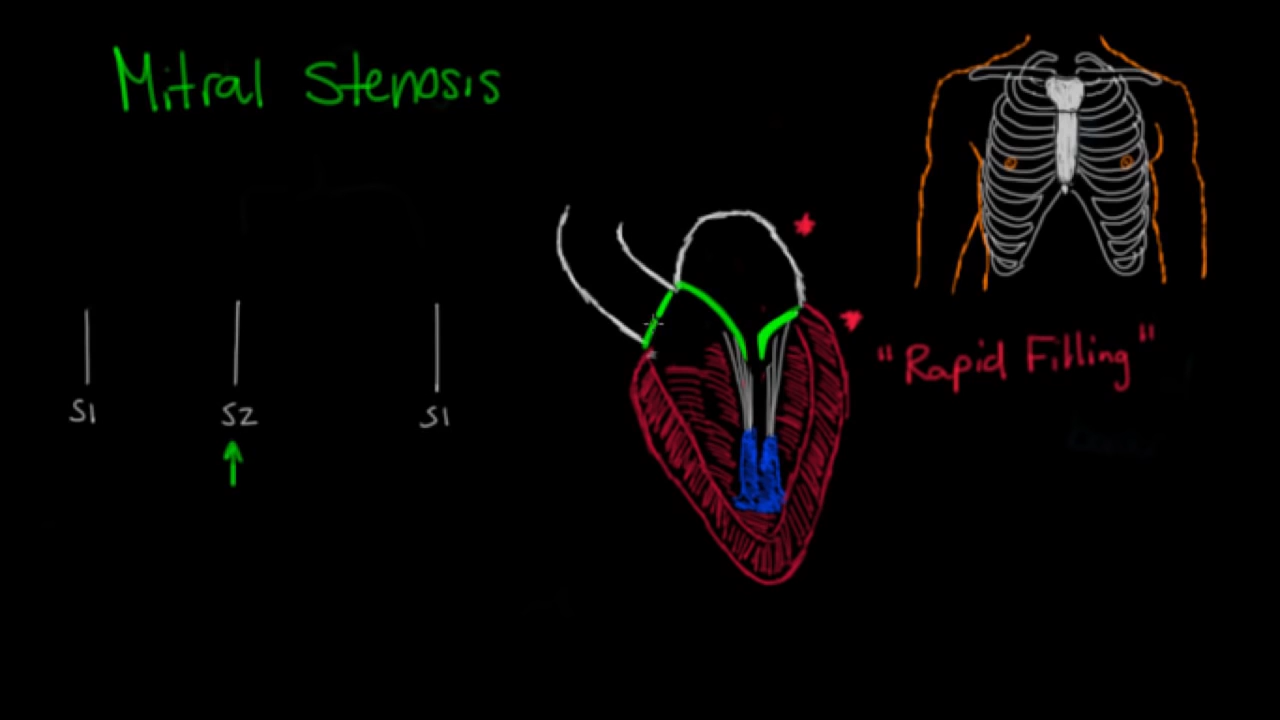 Mitral Stenosis
"Rapid Filling"
S1 S2 S1